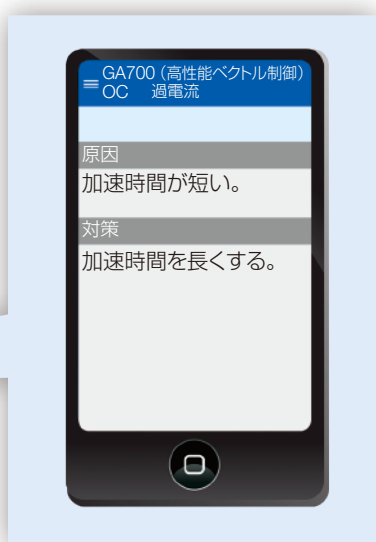 GA700（高性能ベクトル制御）
OC　過電流
原因
加速時間が短い。
対策
加速時間を長くする。